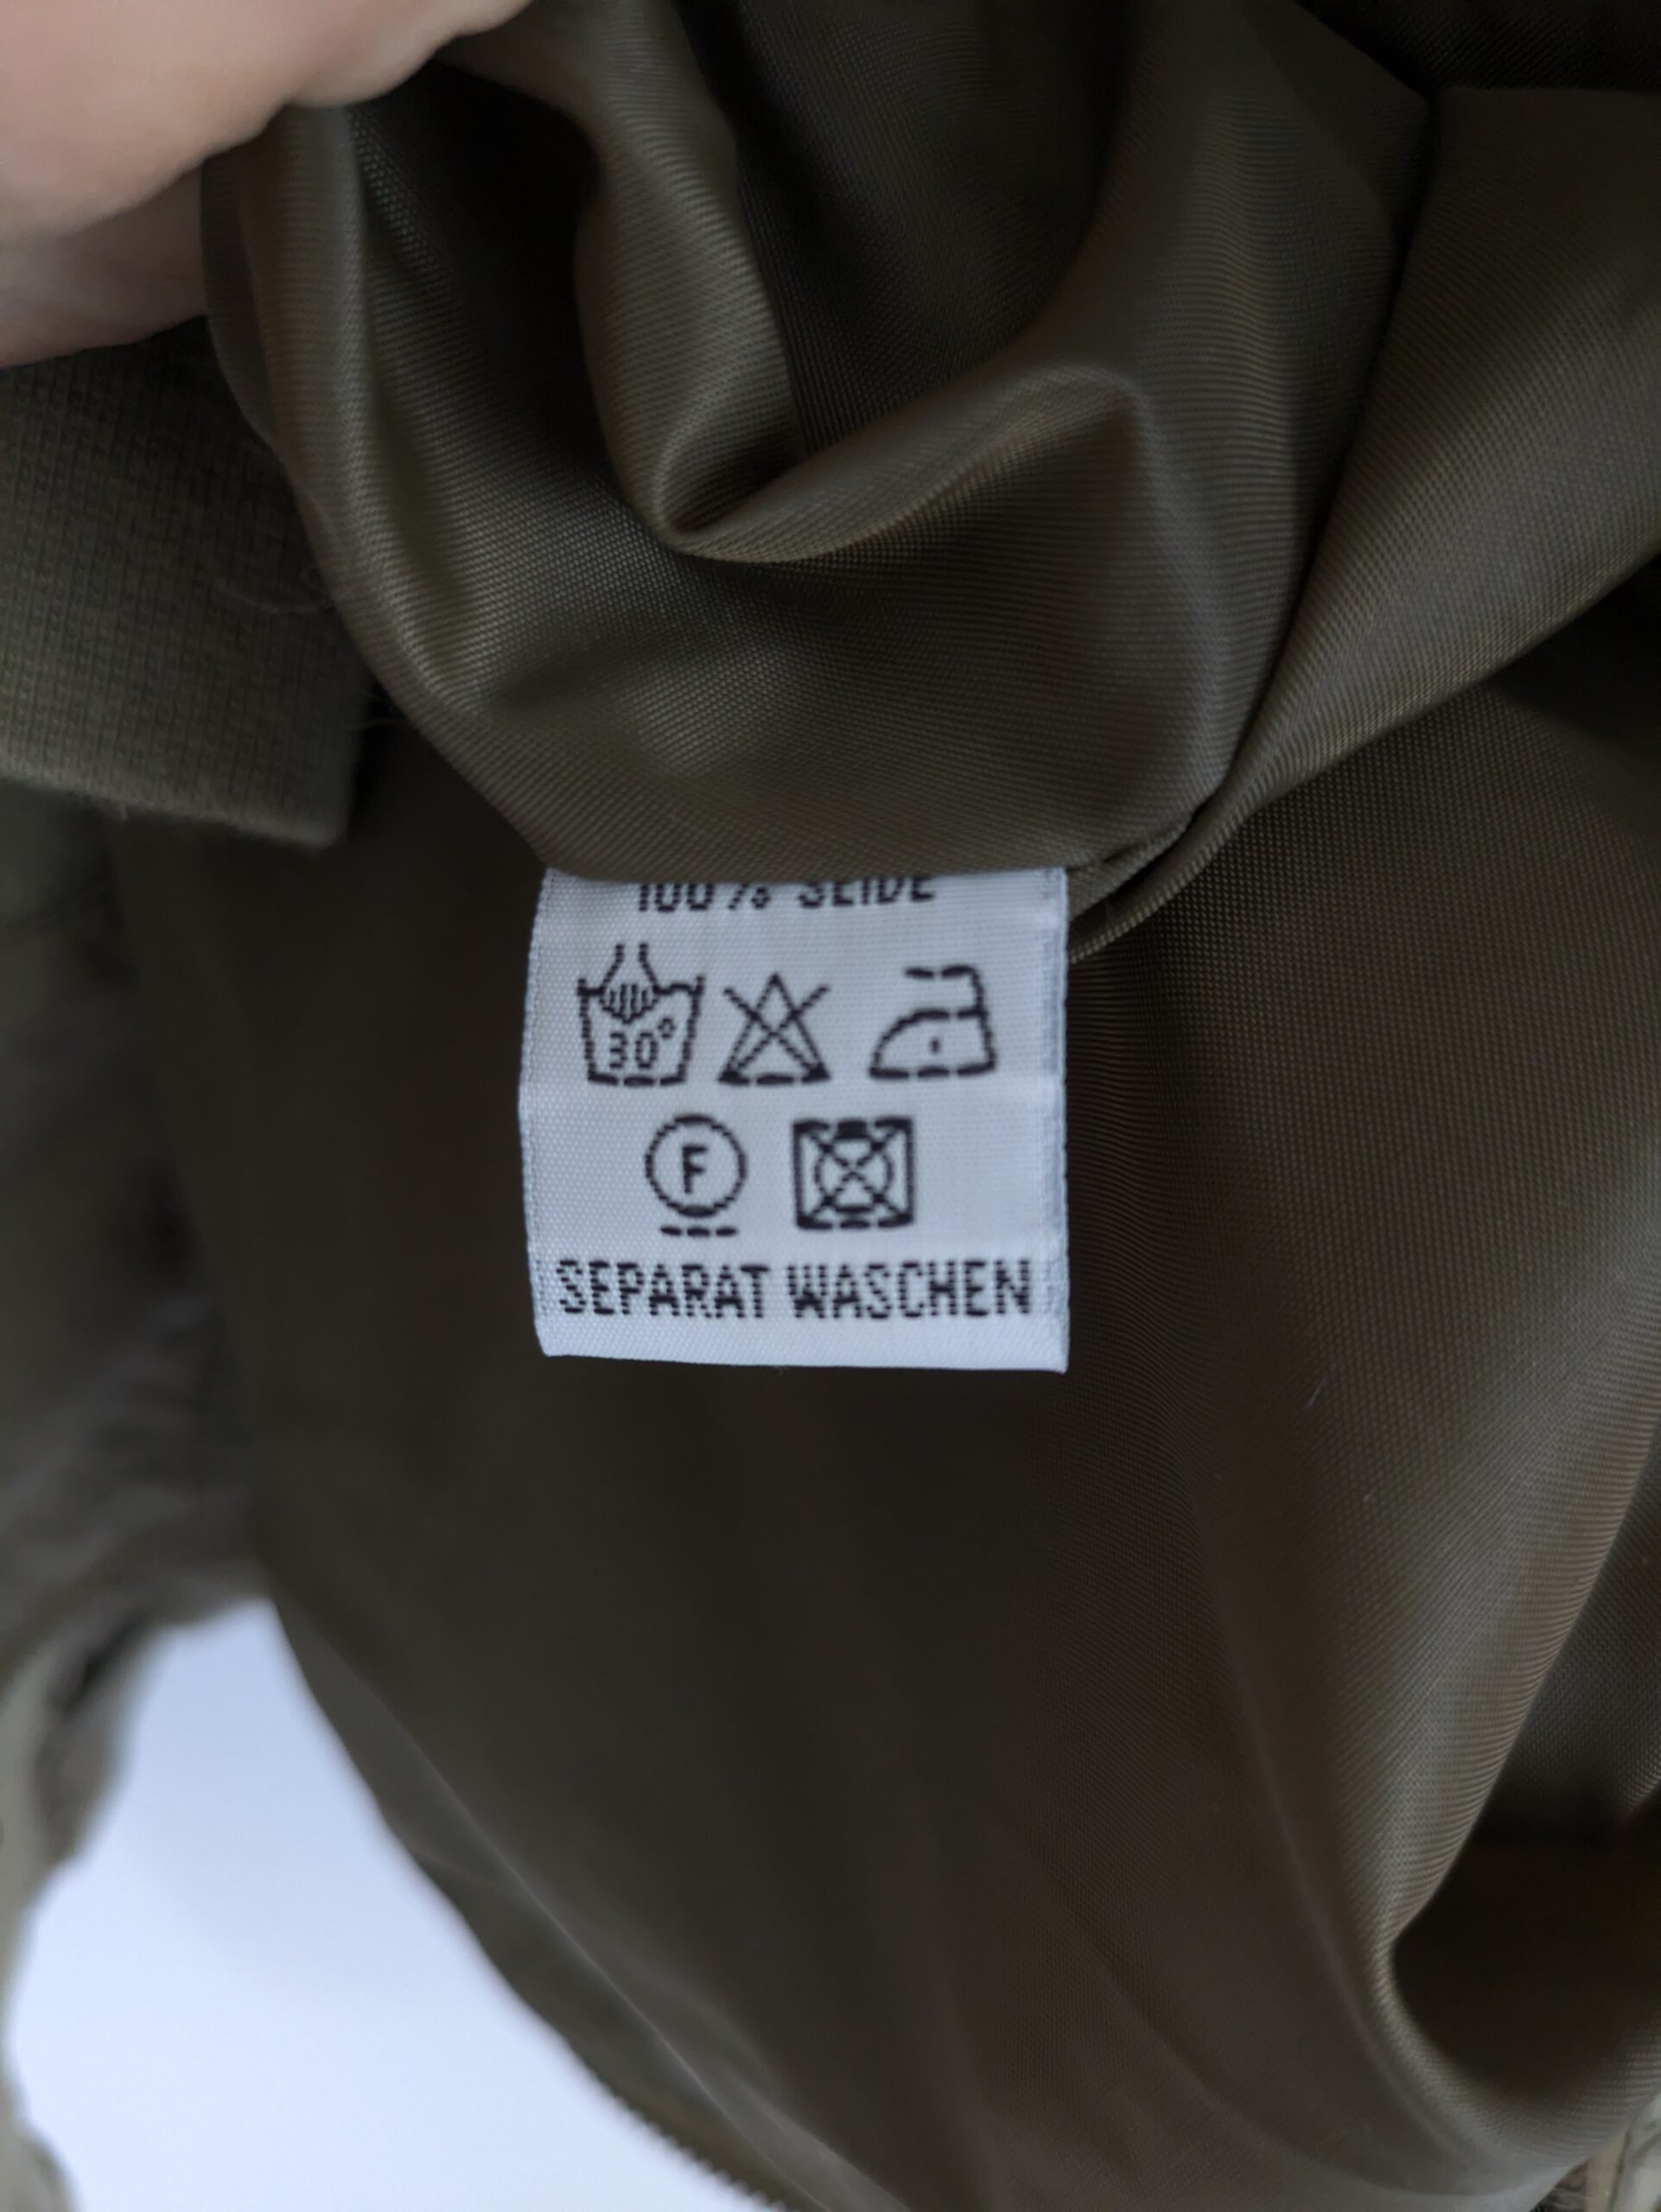 100% SEIDE
30°
F
SEPARAT WASCHEN